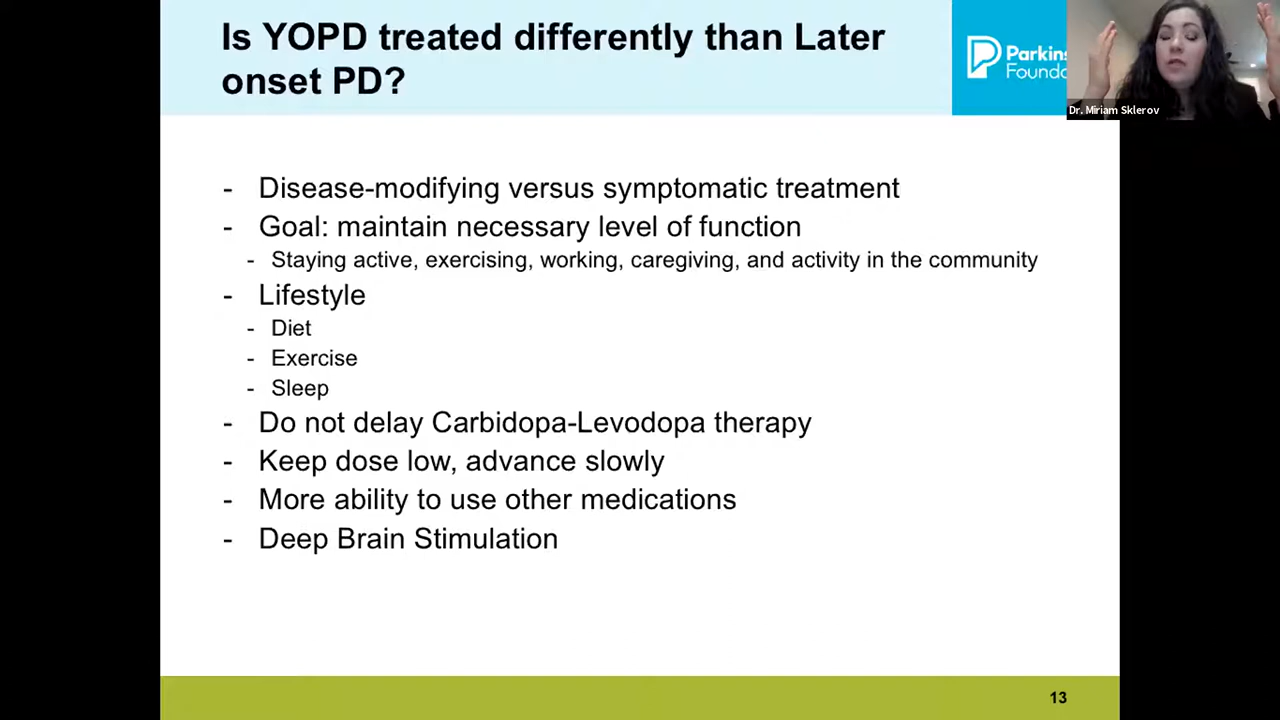 Is YOPD treated differently than Later
onset PD?
Dr. Miriam Sklerov
- Disease-modifying versus symptomatic treatment
- Goal: maintain necessary level of function
- Staying active, exercising, working, caregiving, and activity in the community
- Lifestyle
- Diet
- Exercise
- Sleep
- Do not delay Carbidopa-Levodopa therapy
- Keep dose low, advance slowly
- More ability to use other medications
- Deep Brain Stimulation
13